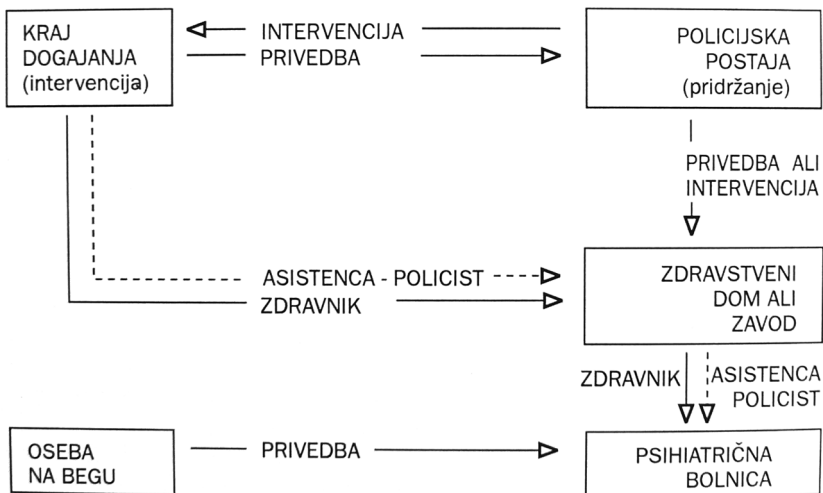 KRAJ
DOGAJANJA
(intervencija)
INTERVENCIJA
PRIVEDBA
POLICIJSKA
POSTAJA
(pridržanje)
PRIVEDBA ALI
INTERVENCIJA
ASISTENCA - POLICIST
ZDRAVNIK
ZDRAVSTVENI
DOM ALI
ZAVOD
ZDRAVNIK
ASISTENCA
POLICIST
OSEBA
NA BEGU
PRIVEDBA
PSIHIATRIČNA
BOLNICA